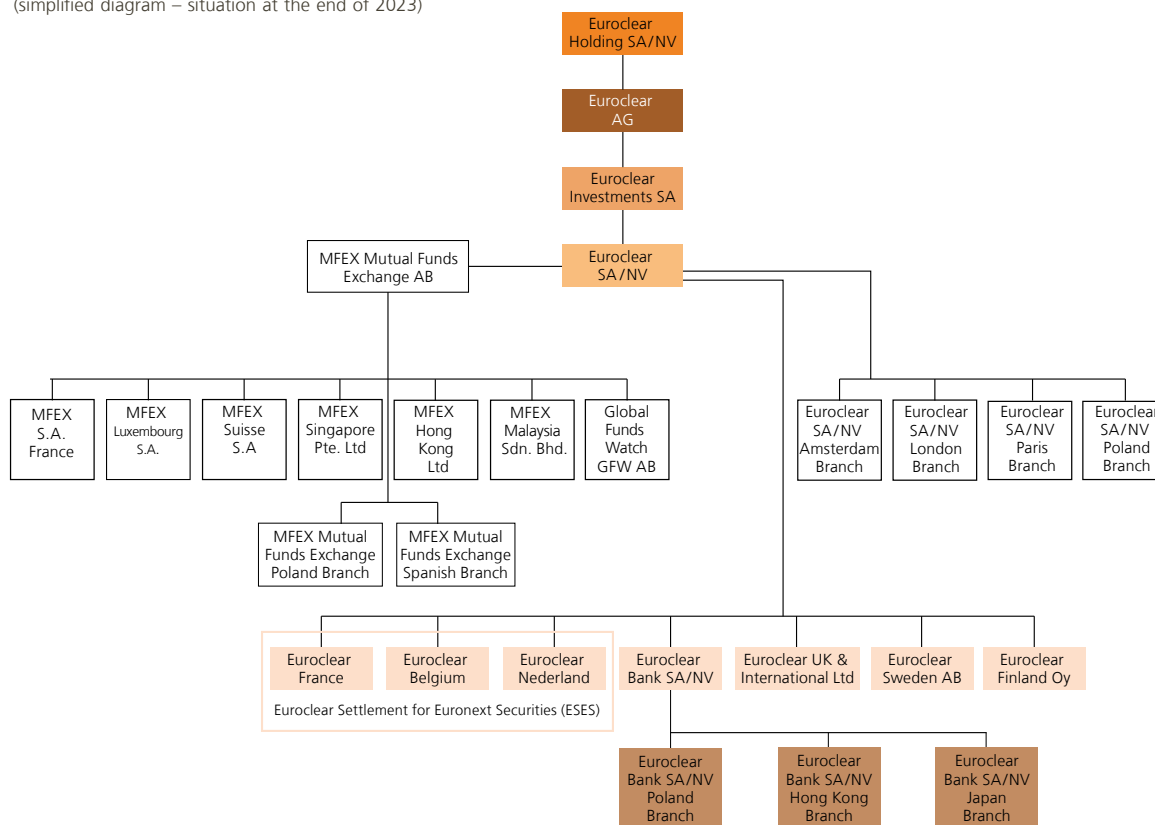 (simplified diagram – situation at the end of 2023)
Euroclear
Holding SA/NV
Euroclear
AG
Euroclear
Investments SA
MFEX Mutual Funds
Exchange AB
Euroclear
SA/NV
MFEX
S.A.
France
MFEX
Luxembourg
S.A.
MFEX
Suisse
S.A
MFEX
Singapore
Pte. Ltd
MFEX
Hong
Kong
Ltd
MFEX
Malaysia
Sdn. Bhd.
Global
Funds
Watch
GFW AB
Euroclear
SA/NV
Amsterdam
Branch
Euroclear
SA/NV
London
Branch
Euroclear
SA/NV
Paris
Branch
Euroclear
SA/NV
Poland
Branch
MFEX Mutual
Funds Exchange
Poland Branch
MFEX Mutual
Funds Exchange
Spanish Branch
Euroclear
France
Euroclear
Belgium
Euroclear
Nederland
Euroclear
Bank SA/NV
Euroclear UK &
International Ltd
Euroclear
Sweden AB
Euroclear
Finland Oy
Euroclear Settlement for Euronext Securities (ESES)
Euroclear
Bank SA/NV
Poland
Branch
Euroclear
Bank SA/NV
Hong Kong
Branch
Euroclear
Bank SA/NV
Japan
Branch